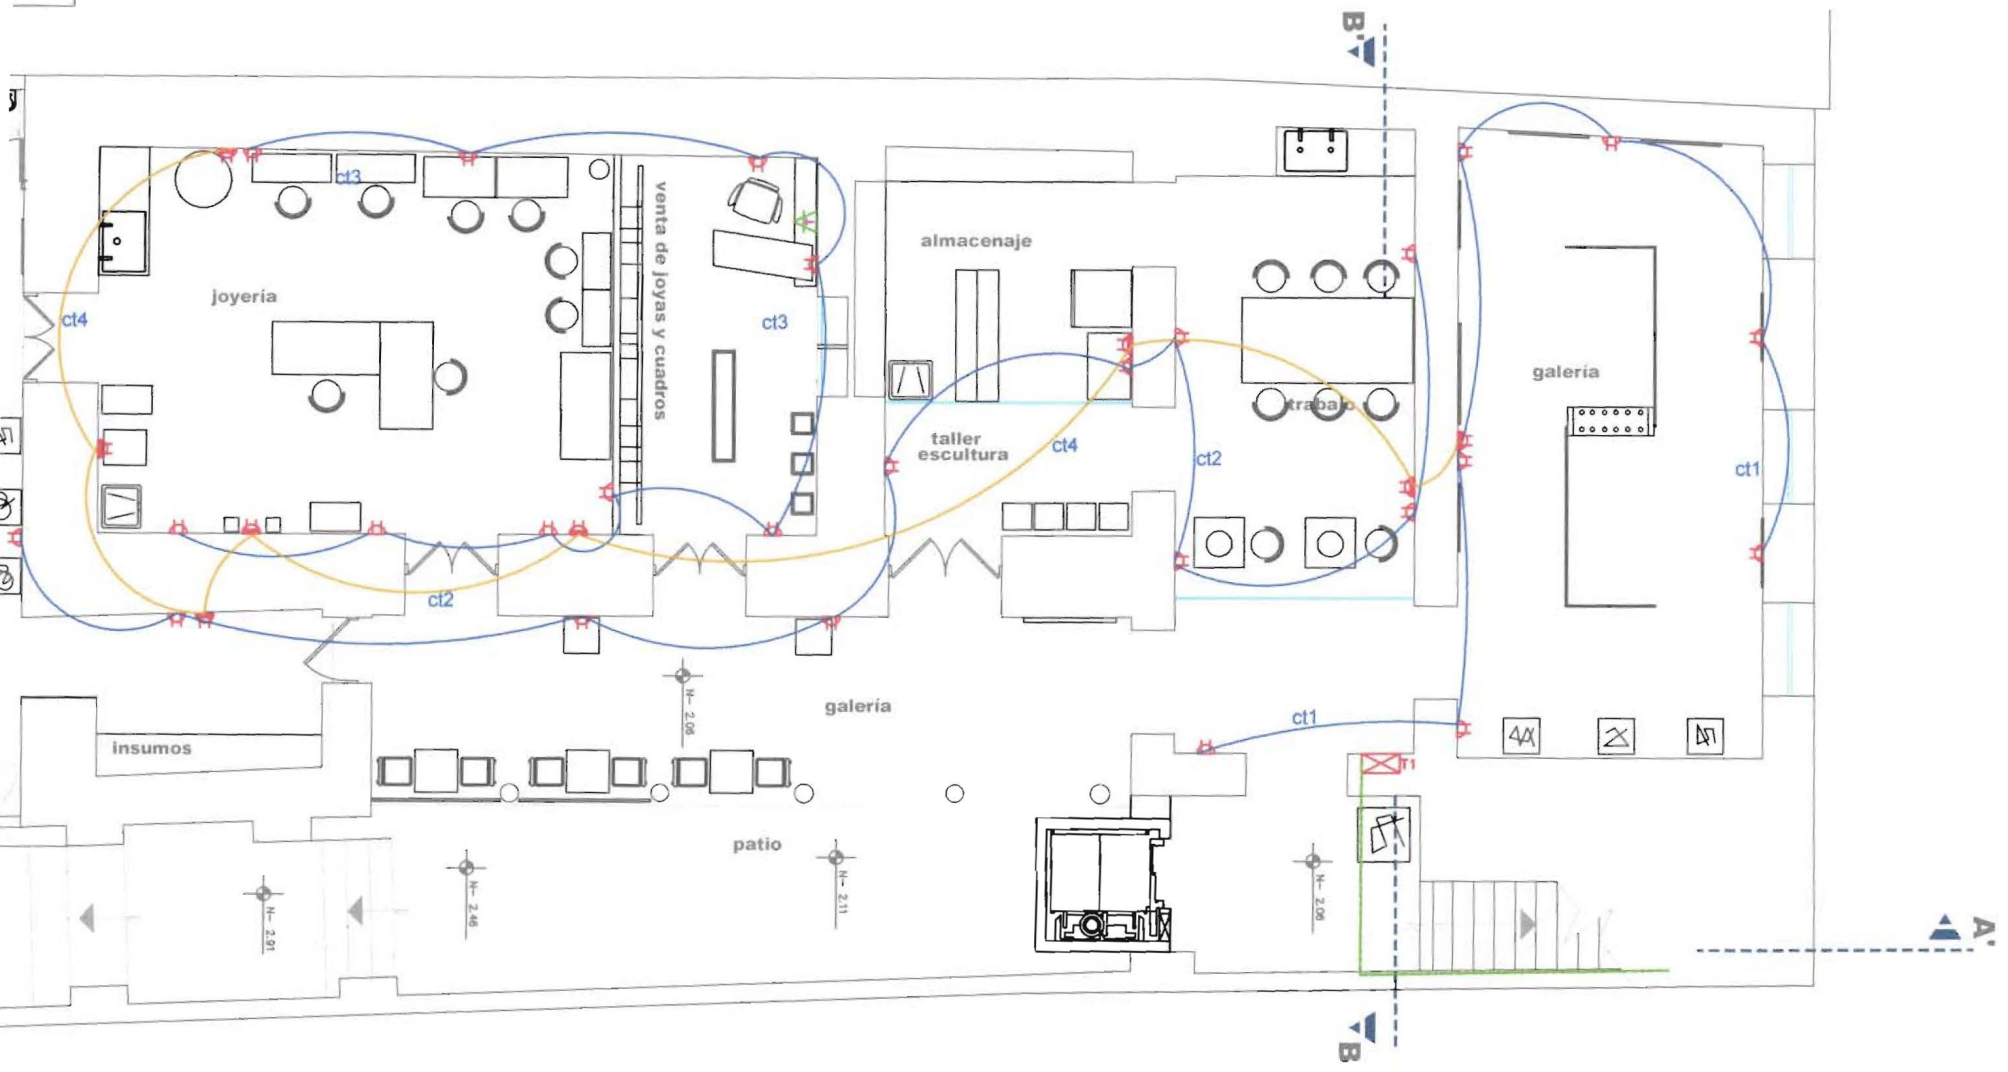 B'
ct3
venta de joyas y cuadros
almacenaje
joyería
ct4
ct3
galería
trabajo
taller
escultura
ct4
ct2
ct1
ct2
N- 2.06
galería
ct1
insumos
T1
patio
N- 2.91
N- 2.46
N- 2.11
N- 2.06
A'
B